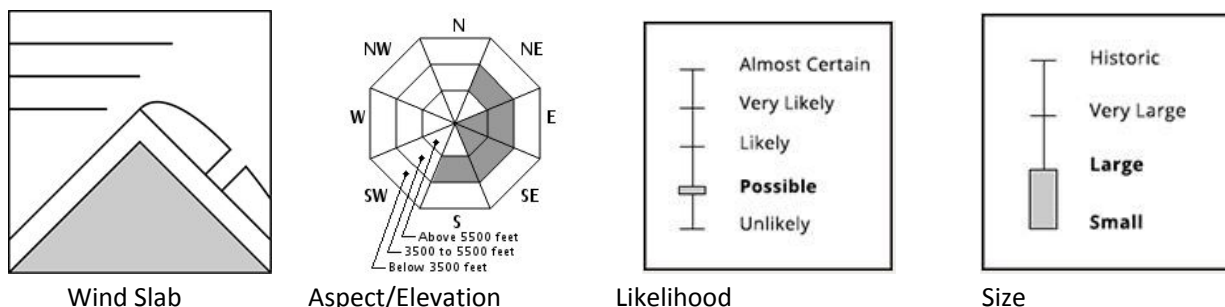 N
NW
NE
W
E
SW
SE
S
Above 5500 feet
3500 to 5500 feet
Below 3500 feet
Almost Certain
Very Likely
Likely
Possible
Unlikely
Historic
Very Large
Large
Small
Wind Slab
Aspect/Elevation
Likelihood
Size